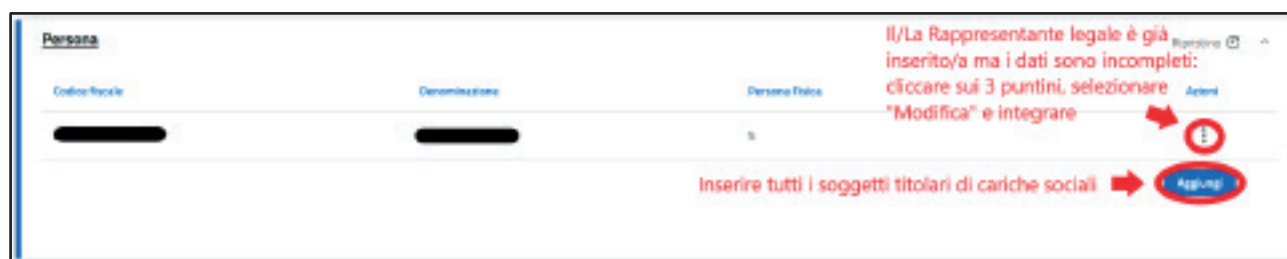 Persona
Il/La Rappresentante legale è già
Ripristina
inserito/a ma i dati sono incompleti:
Codice fiscale Denominazione Persona Fisica cliccare sui 3 puntini, selezionare Azioni
"Modifica" e integrare
Inserire tutti i soggetti titolari di cariche sociali Aggiungi